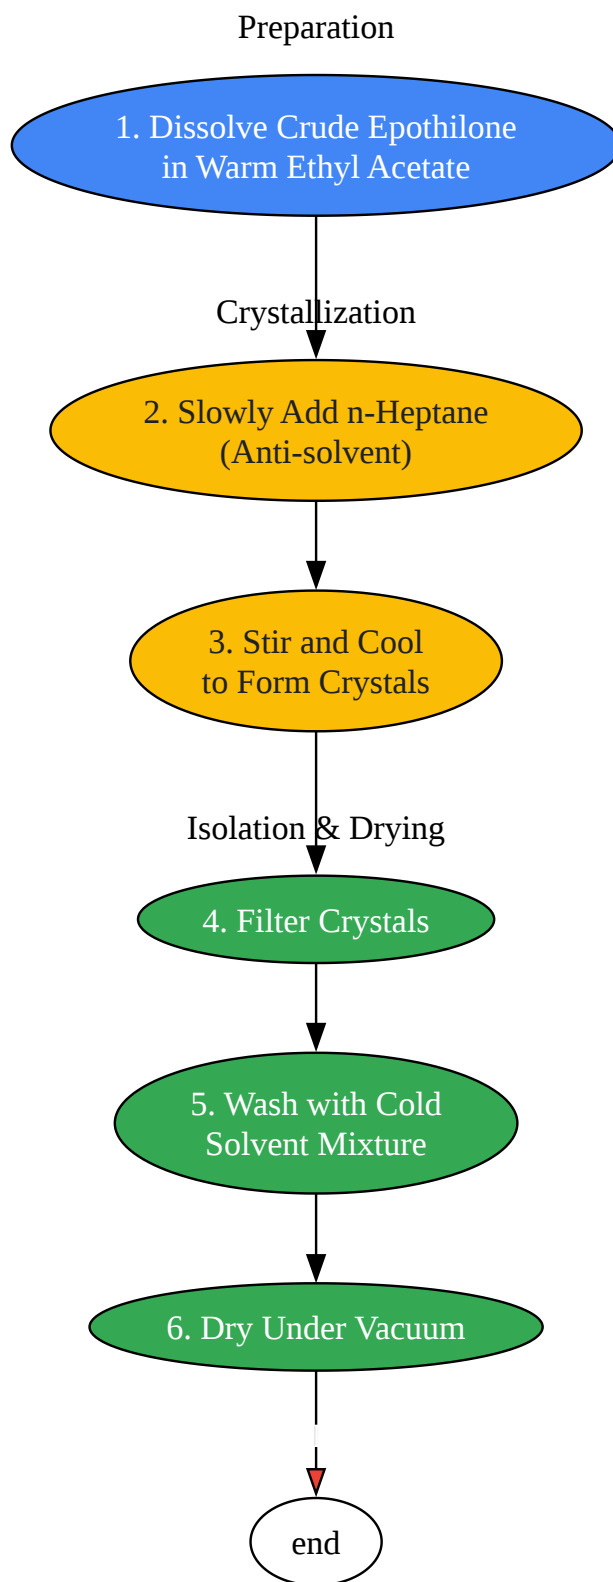 Preparation
1. Dissolve Crude Epothilone
in Warm Ethyl Acetate
Crystallization
2. Slowly Add n-Heptane
(Anti-solvent)
3. Stir and Cool
to Form Crystals
Isolation & Drying
4. Filter Crystals
5. Wash with Cold
Solvent Mixture
6. Dry Under Vacuum
end